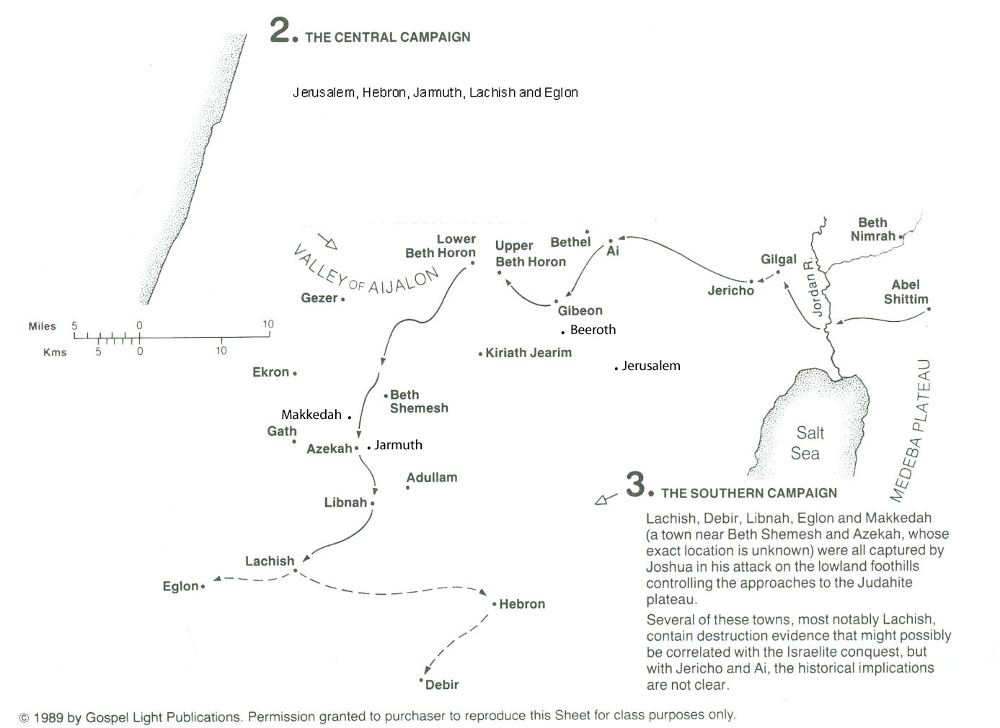 2. THE CENTRAL CAMPAIGN
Jerusalem, Hebron, Jarmuth, Lachish and Eglon
Beth
Nimrah
Lower
Beth Horon
Upper
Beth Horon
Bethel
Ai
VALLEY OF AIJALON
Gilgal
Jordan R.
Jericho
Abel
Shittim
Gezer
Gibeon
Miles 5 0 10
Kms 5 0 10
Beeroth
Kiriath Jearim
Jerusalem
Ekron
Beth
Shemesh
Makkedah
Gath
Azekah
Jarmuth
Salt
Sea
MEDEBA PLATEAU
Adullam
Libnah
3. THE SOUTHERN CAMPAIGN
Lachish, Debir, Libnah, Eglon and Makkedah
(a town near Beth Shemesh and Azekah, whose
exact location is unknown) were all captured by
Joshua in his attack on the lowland foothills
controlling the approaches to the Judahite
plateau.
Several of these towns, most notably Lachish,
contain destruction evidence that might possibly
be correlated with the Israelite conquest, but
with Jericho and Ai, the historical implications
are not clear.
Lachish
Eglon
Hebron
Debir
© 1989 by Gospel Light Publications. Permission granted to purchaser to reproduce this Sheet for class purposes only.